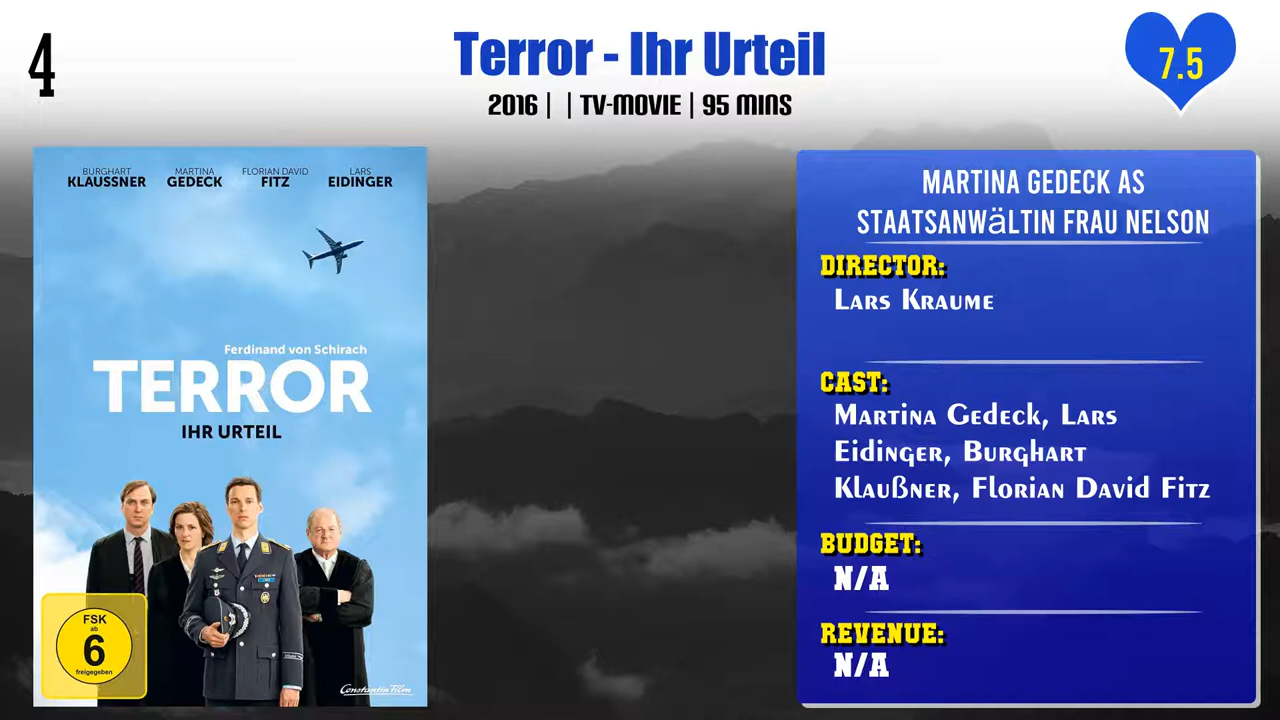 4
Terror - Ihr Urteil
2016 | | TV-MOVIE | 95 MINS
7.5
BURGHART KLAUSSNER
MARTINA GEDECK
FLORIAN DAVID FITZ
LARS EIDINGER
Ferdinand von Schirach
TERROR
IHR URTEIL
FSK
ab
6
freigegeben
Constantin Film
MARTINA GEDECK AS
STAATSANWäLTIN FRAU NELSON
DIRECTOR:
Lars Kraume
CAST:
Martina Gedeck, Lars
Eidinger, Burghart
Klaußner, Florian David Fitz
BUDGET:
N/A
REVENUE:
N/A